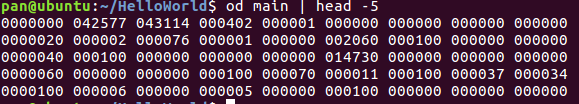 pan@ubuntu:~/HelloWorld$ od main | head -5
0000000 042577 043114 000402 000001 000000 000000 000000 000000
0000020 000002 000076 000001 000000 002060 000100 000000 000000
0000040 000100 000000 000000 000000 014730 000000 000000 000000
0000060 000000 000000 000100 000070 000011 000100 000037 000034
0000100 000006 000000 000005 000000 000100 000000 000000 000000